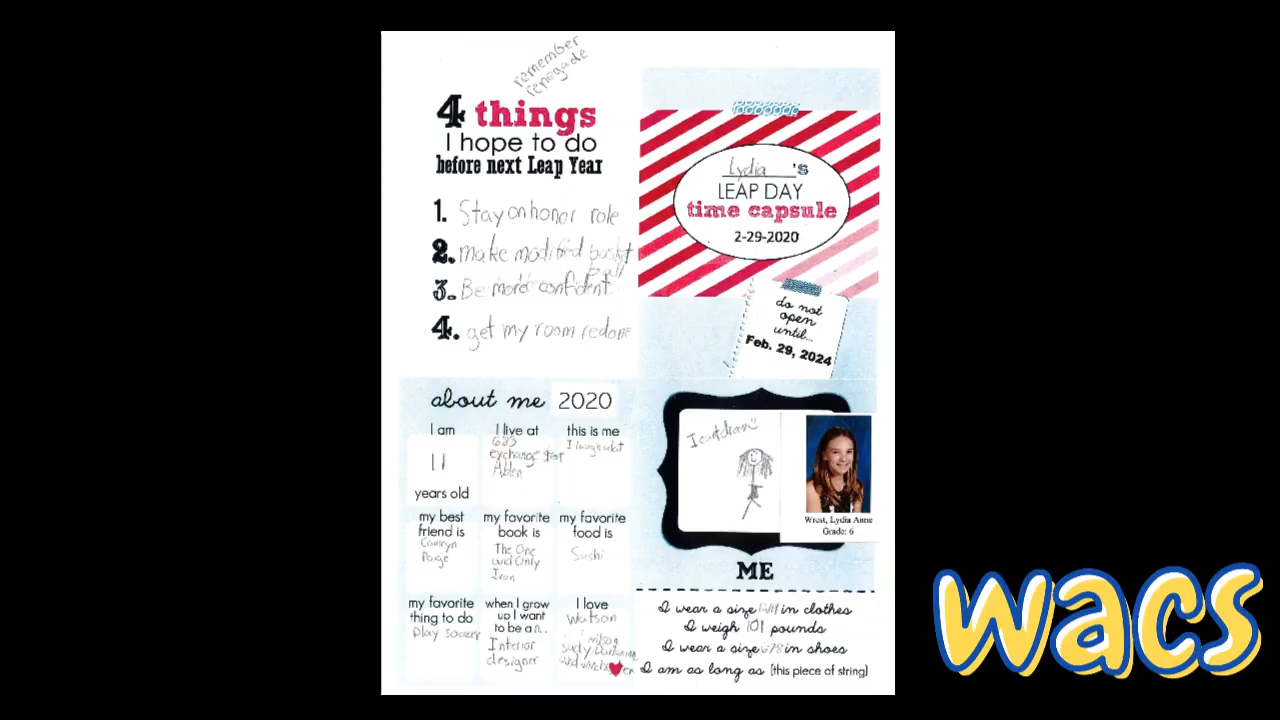 remember
renegade
4 things
I hope to do
before next Leap Year
1. Stay on honor role
2. make modified baskt
ball
3. Be more confident
4. get my room redone
Lydia 's
LEAP DAY
time capsule
2-29-2020
do not
open
until...
Feb. 29, 2024
about me 2020
I am
11
years old
I live at
exchange
this is me
my best
friend is
Camryn
Paige
my favorite
book is
The One
and Only
Ivan
my favorite
food is
Sushi
my favorite
thing to do
play soccer
when I grow
up I want
to be a...
Interior
designer
I love
Watson
I cant draw
Wrest, Lydia Anne
Grade: 6
ME
I wear a size in clothes
I weigh 101 pounds
I wear a size in shoes
I am as long as (this piece of string)
wacs